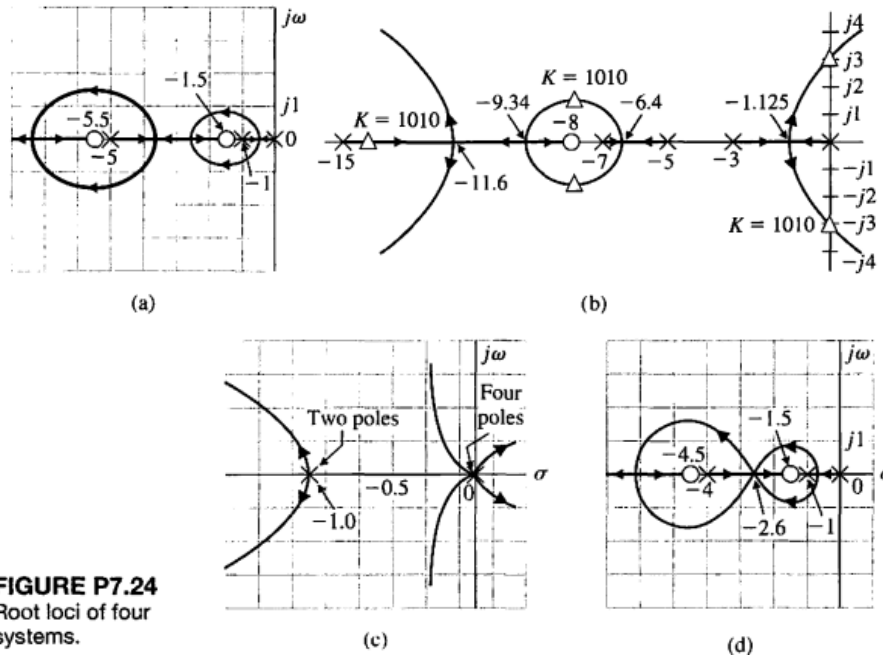 jω
−1.5
−5.5
j1
−5
0
−1
(a)
j4
K = 1010
j3
−9.34
−6.4
−1.125
j2
K = 1010
−8
j1
−15
−7
−5
−3
−j1
−11.6
−j2
K = 1010
−j3
−j4
(b)
jω
Four
poles
Two poles
−0.5
0
σ
−1.0
(c)
jω
−1.5
j1
−4.5
−4
0
−1
−2.6
(d)
FIGURE P7.24
Root loci of four
systems.